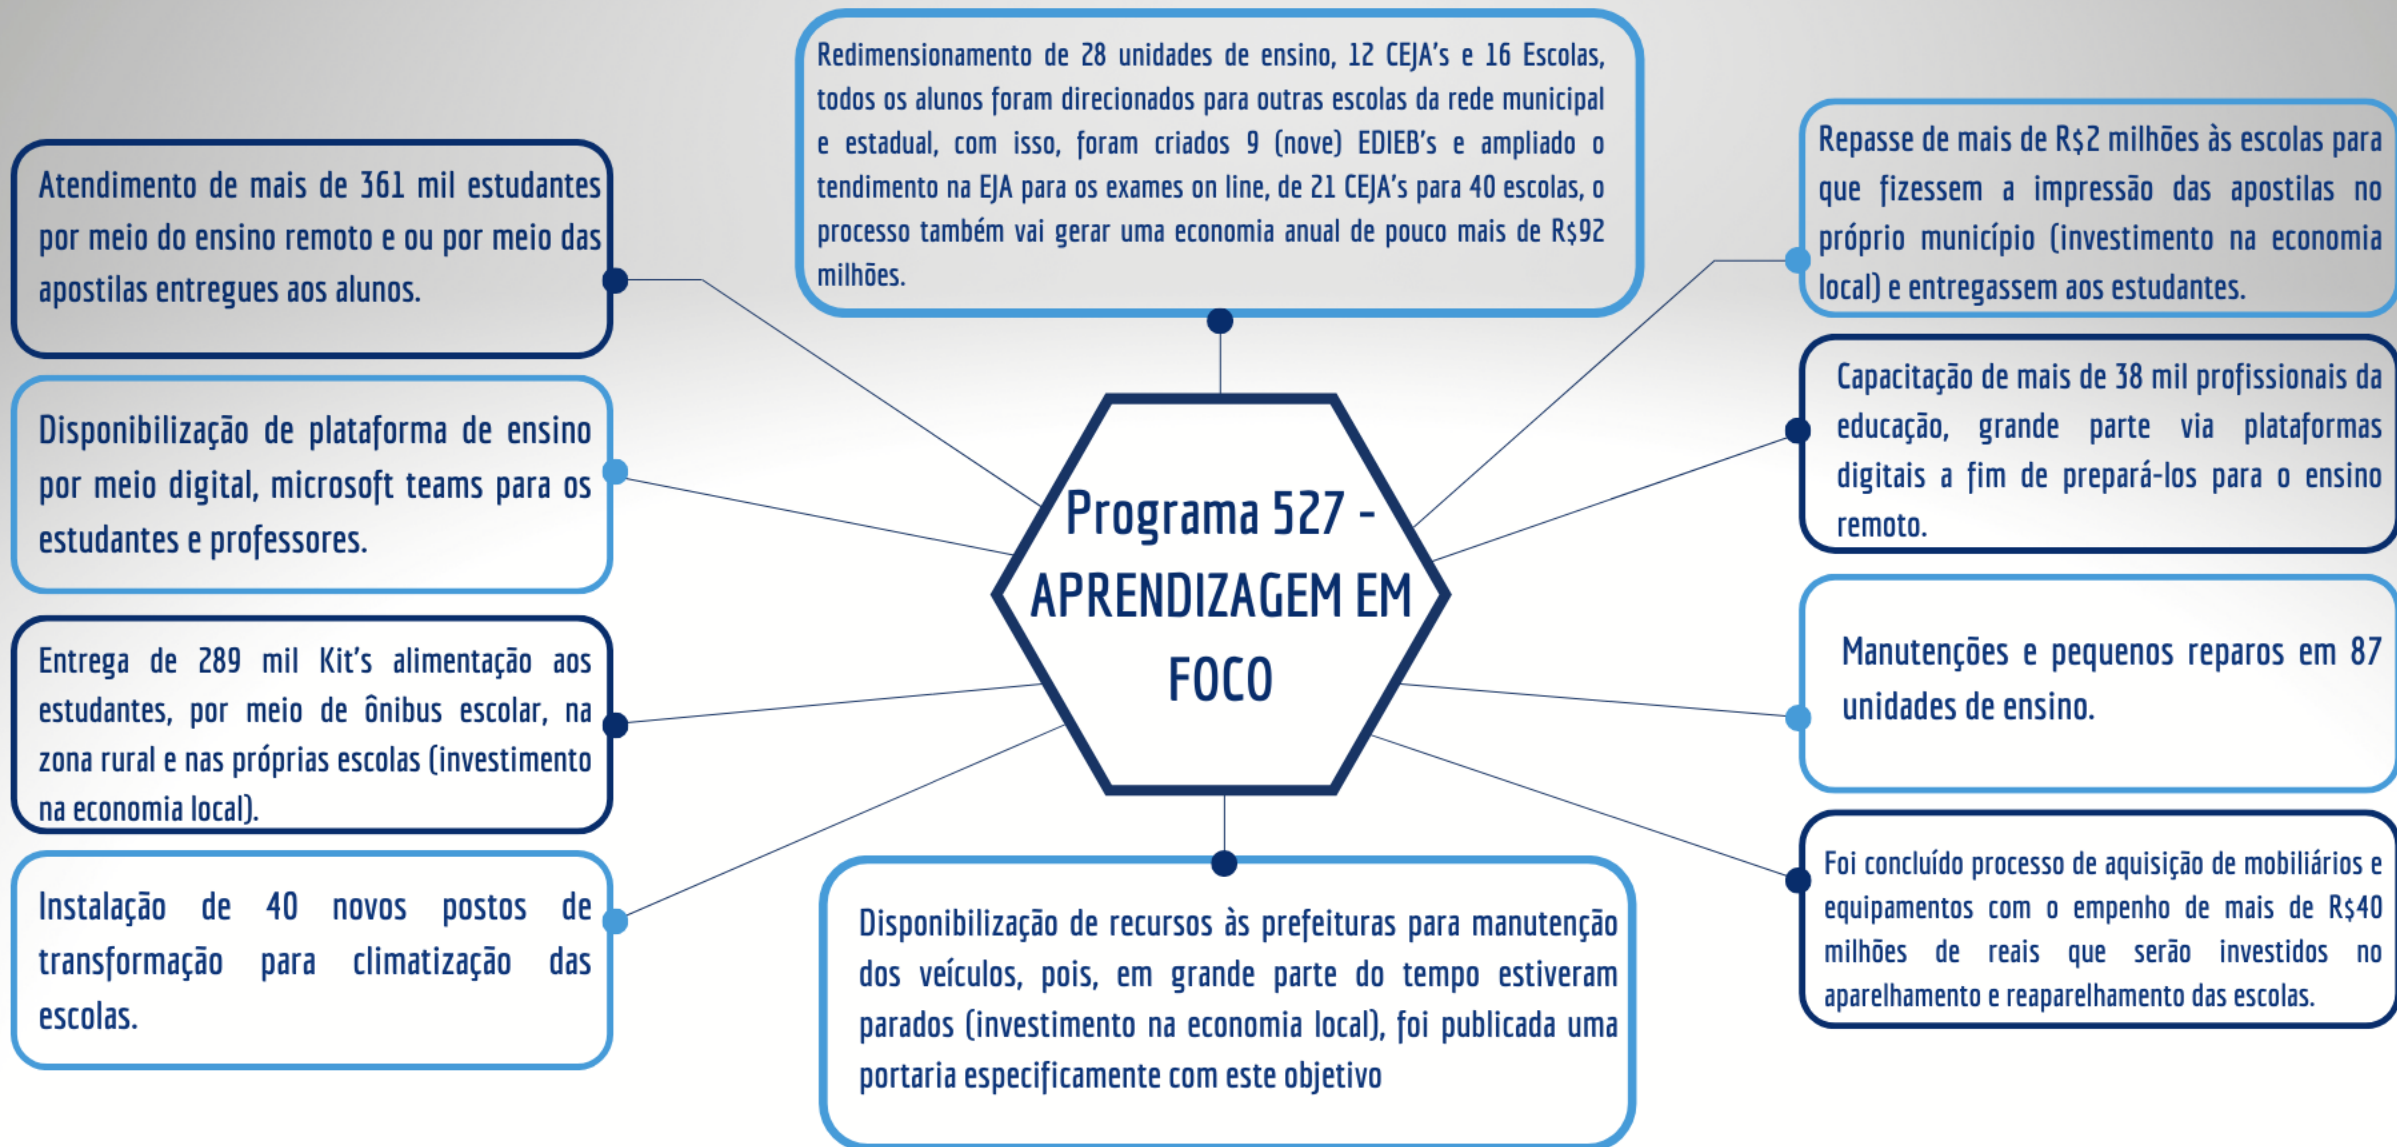 Redimensionamento de 28 unidades de ensino, 12 CEJA's e 16 Escolas,
todos os alunos foram direcionados para outras escolas da rede municipal
e estadual, com isso, foram criados 9 (nove) EDIEB's e ampliado o
tendimento na EJA para os exames on line, de 21 CEJA's para 40 escolas, o
processo também vai gerar uma economia anual de pouco mais de R$92
milhões.
Atendimento de mais de 361 mil estudantes
por meio do ensino remoto e ou por meio das
apostilas entregues aos alunos.
Disponibilização de plataforma de ensino
por meio digital, microsoft teams para os
estudantes e professores.
Entrega de 289 mil Kit's alimentação aos
estudantes, por meio de ônibus escolar, na
zona rural e nas próprias escolas (investimento
na economia local).
Instalação de 40 novos postos de
transformação para climatização das
escolas.
Programa 527 -
APRENDIZAGEM EM
FOCO
Repasse de mais de R$2 milhões às escolas para
que fizessem a impressão das apostilas no
próprio município (investimento na economia
local) e entregassem aos estudantes.
Capacitação de mais de 38 mil profissionais da
educação, grande parte via plataformas
digitais a fim de prepará-los para o ensino
remoto.
Manutenções e pequenos reparos em 87
unidades de ensino.
Foi concluído processo de aquisição de mobiliários e
equipamentos com o empenho de mais de R$40
milhões de reais que serão investidos no
aparelhamento e reaparelhamento das escolas.
Disponibilização de recursos às prefeituras para manutenção
dos veículos, pois, em grande parte do tempo estiveram
parados (investimento na economia local), foi publicada uma
portaria especificamente com este objetivo